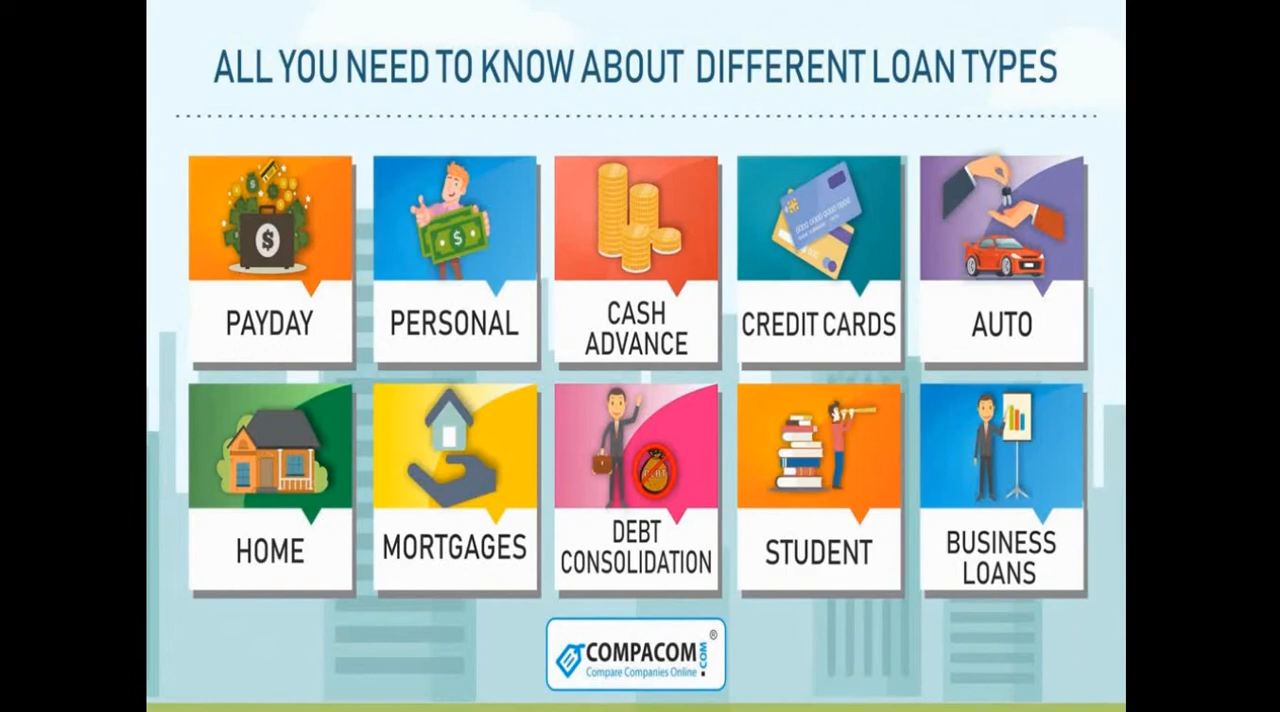 ALL YOU NEED TO KNOW ABOUT DIFFERENT LOAN TYPES
$
PAYDAY
$
PERSONAL
CASH
ADVANCE
CREDIT CARDS
AUTO
HOME
MORTGAGES
DEBT
DEBT
CONSOLIDATION
STUDENT
BUSINESS
LOANS
COMPACOM.COM®
Compare Companies Online